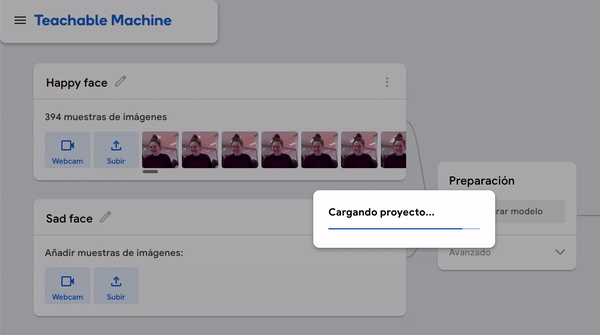 Teachable Machine
Happy face
394 muestras de imágenes
Webcam
Subir
Sad face
Añadir muestras de imágenes:
Webcam
Subir
Preparación
rar modelo
Avanzado
Cargando proyecto...